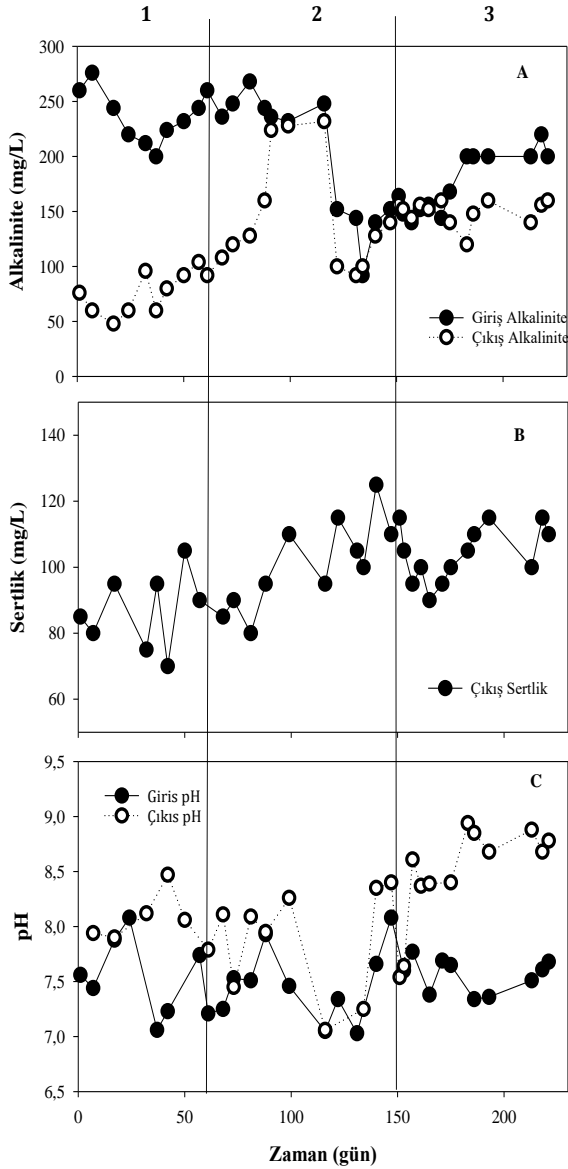 1 2 3
300
250
200
150
100
50
0
Alkalinite (mg/L)
A
Giriş Alkalinite
Çıkış Alkalinite
140
120
100
80
60
Sertlik (mg/L)
B
Çıkış Sertlik
9,5
9,0
8,5
8,0
7,5
7,0
6,5
pH
C
Giris pH
Çıkıs pH
0 50 100 150 200
Zaman (gün)